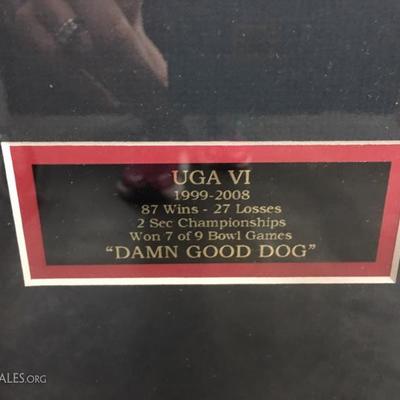 UGA VI
1999-2008
87 Wins - 27 Losses
2 Sec Championships
Won 7 of 9 Bowl Games
“DAMN GOOD DOG”
ALES.ORG